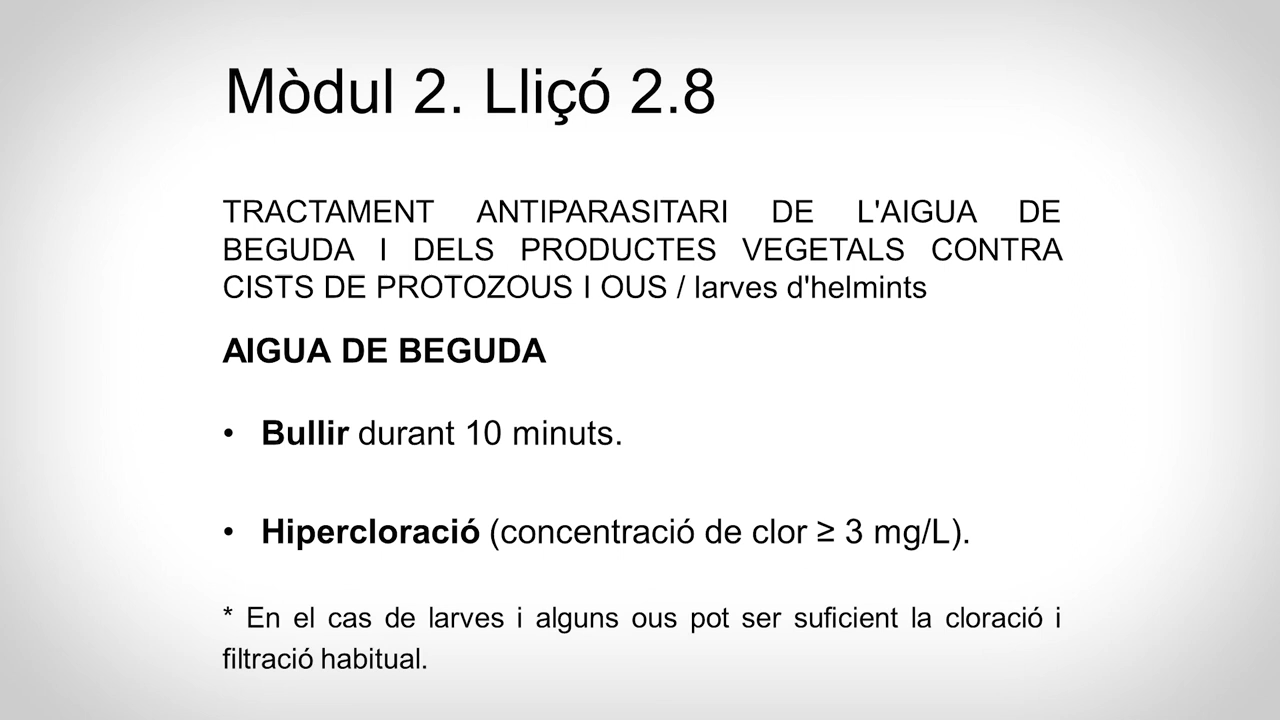 Mòdul 2. Lliçó 2.8
TRACTAMENT ANTIPARASITARI DE L'AIGUA DE
BEGUDA I DELS PRODUCTES VEGETALS CONTRA
CISTS DE PROTOZOUS I OUS / larves d'helmints
AIGUA DE BEGUDA
• Bullir durant 10 minuts.
• Hipercloració (concentració de clor ≥ 3 mg/L).
* En el cas de larves i alguns ous pot ser suficient la cloració i
filtració habitual.